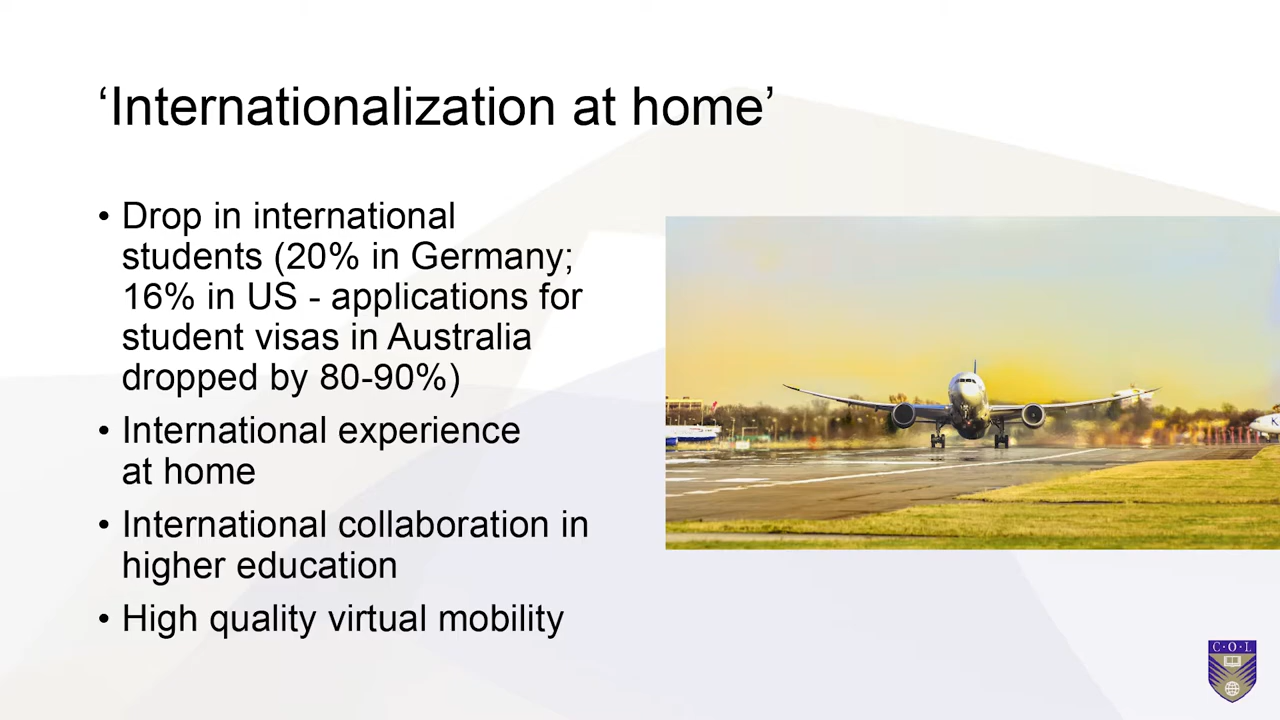 ‘Internationalization at home’
• Drop in international
students (20% in Germany;
16% in US - applications for
student visas in Australia
dropped by 80-90%)
• International experience
at home
• International collaboration in
higher education
• High quality virtual mobility
C·O·L